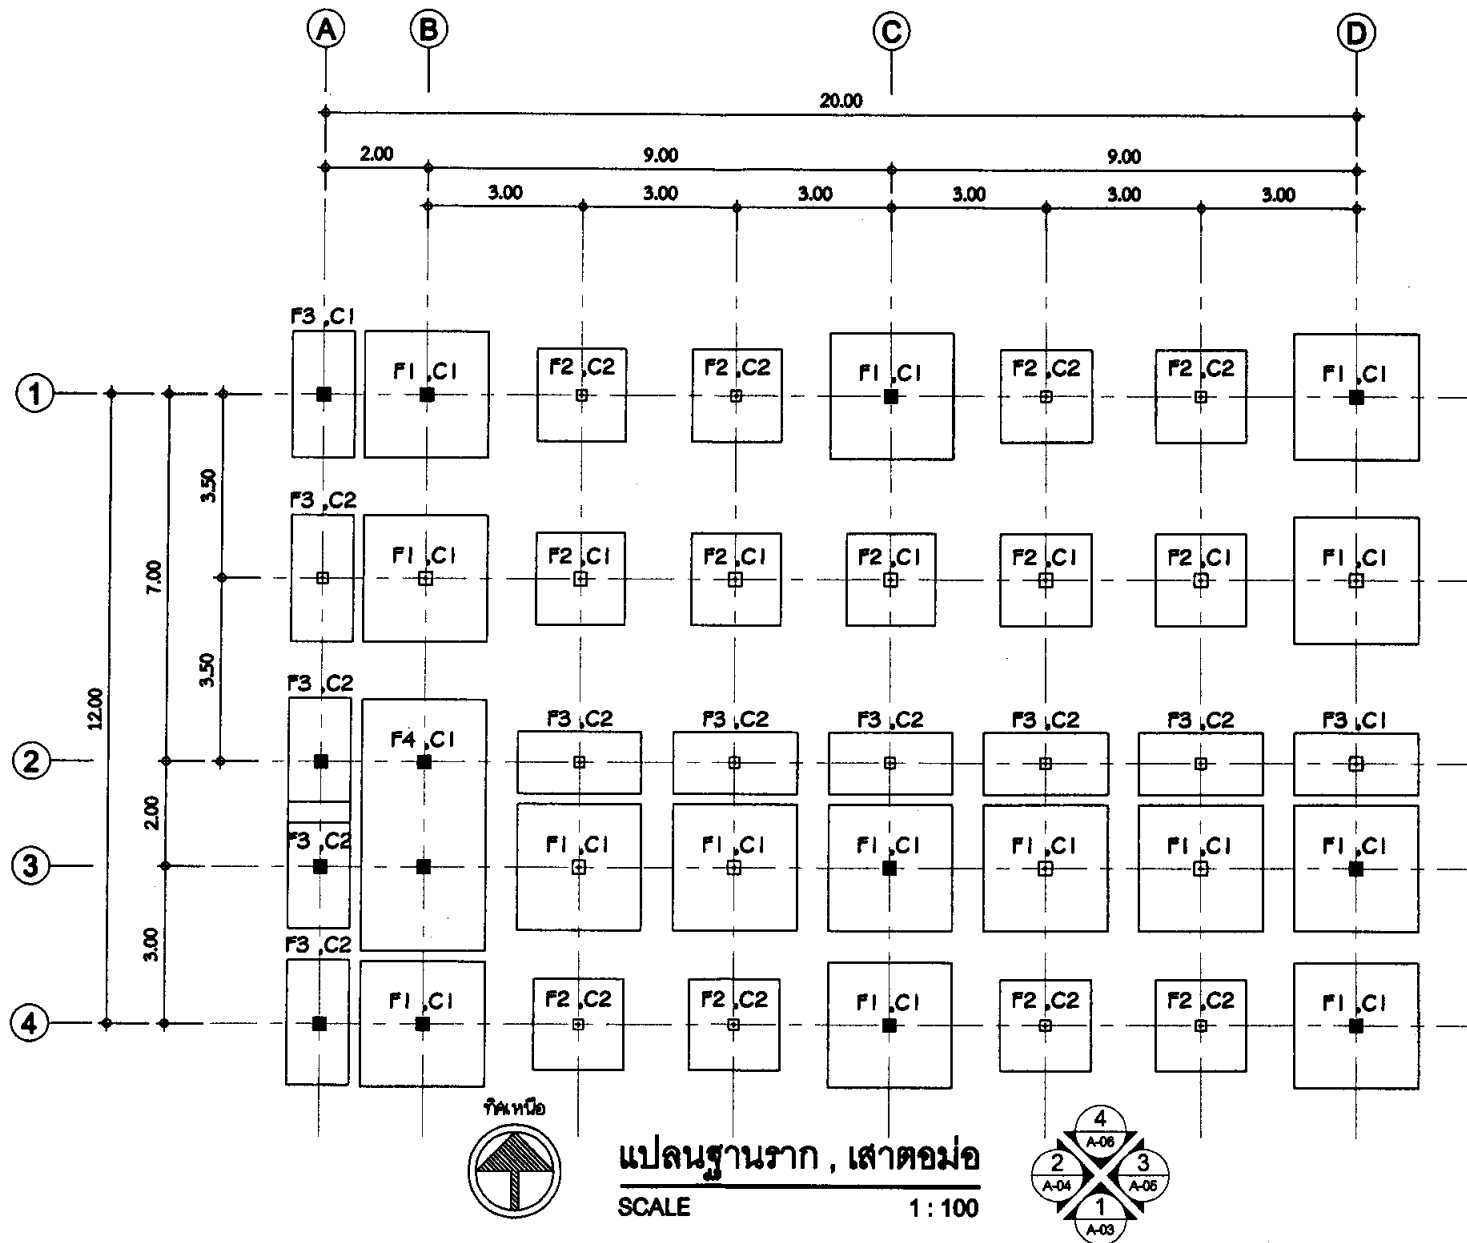 A B C D
20.00
2.00 9.00 9.00
3.00 3.00 3.00 3.00 3.00 3.00
F3 ,C1
F1 ,C1 F2 ,C2 F2 ,C2 F1 ,C1 F2 ,C2 F2 ,C2 F1 ,C1
1
3.50
F3 ,C2
F1 ,C1 F2 ,C1 F2 ,C1 F2 ,C1 F2 ,C1 F2 ,C1 F1 ,C1
7.00
3.50
12.00
F3 ,C2
F4 ,C1 F3 ,C2 F3 ,C2 F3 ,C2 F3 ,C2 F3 ,C2 F3 ,C1
2
2.00
F3 ,C2 F1 ,C1 F1 ,C1 F1 ,C1 F1 ,C1 F1 ,C1 F1 ,C1
3
3.00
F3 ,C2
F1 ,C1 F2 ,C2 F2 ,C2 F1 ,C1 F2 ,C2 F2 ,C2 F1 ,C1
4
ทิศเหนือ
แปลนฐานราก , เสาตอม่อ
SCALE 1 : 100
4
A-06
2
A-04
3
A-05
1
A-03